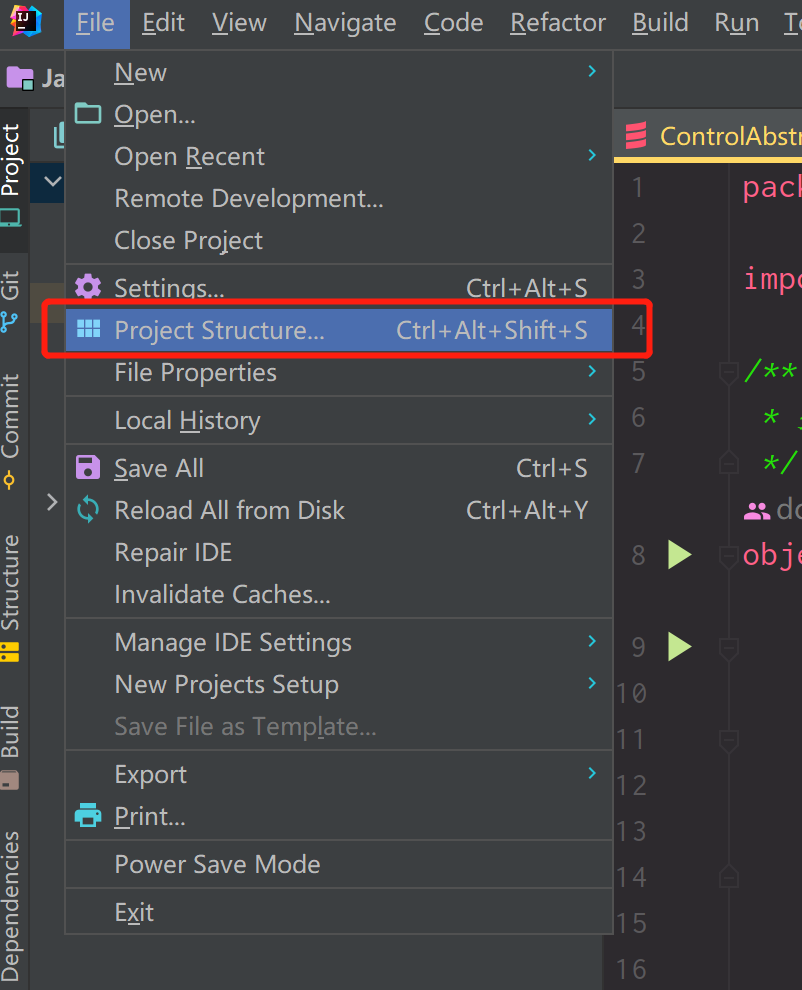 IJ
File Edit View Navigate Code Refactor Build Run
Ja
New
Open...
Open Recent
Remote Development...
Close Project
Settings... Ctrl+Alt+S
Project Structure... Ctrl+Alt+Shift+S
File Properties
Local History
Save All Ctrl+S
Reload All from Disk Ctrl+Alt+Y
Repair IDE
Invalidate Caches...
Manage IDE Settings
New Projects Setup
Save File as Template...
Export
Print...
Power Save Mode
Exit
Project
Git
Commit
Structure
Build
Dependencies
ControlAbstr
1 pack
2
3 impo
4
5 /**
6 *
7 */
do
8 obje
9
10
11
12
13
14
15
16